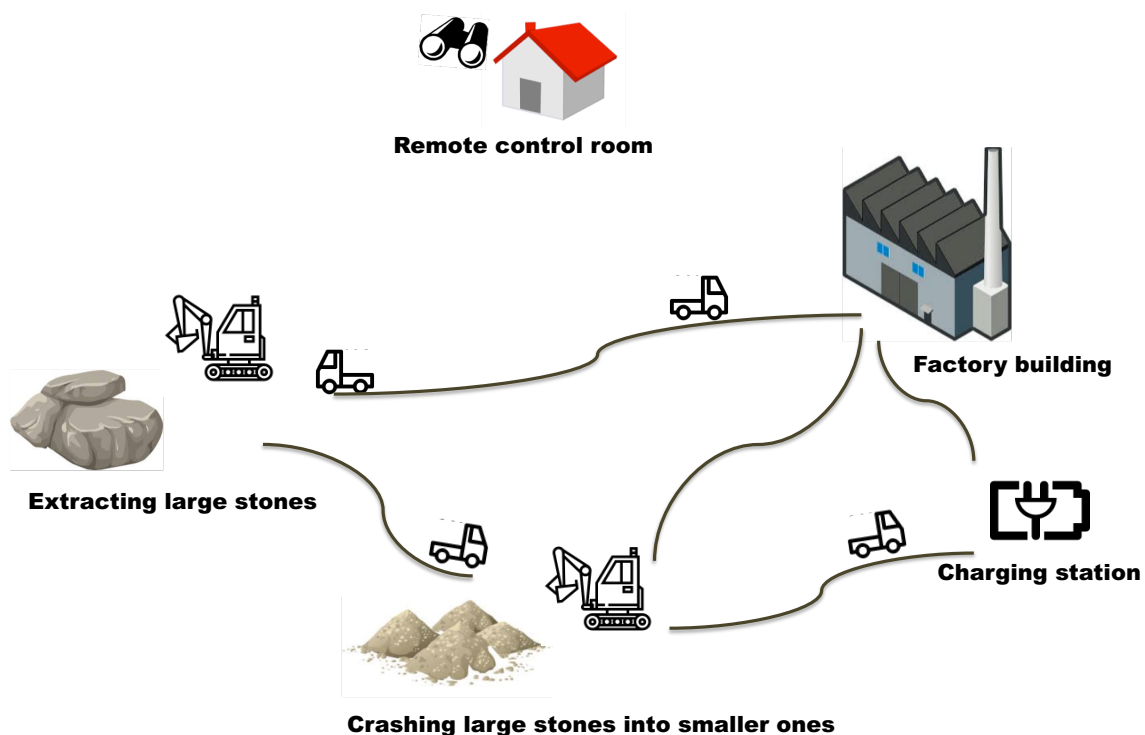 Remote control room
Factory building
Extracting large stones
Charging station
Crashing large stones into smaller ones